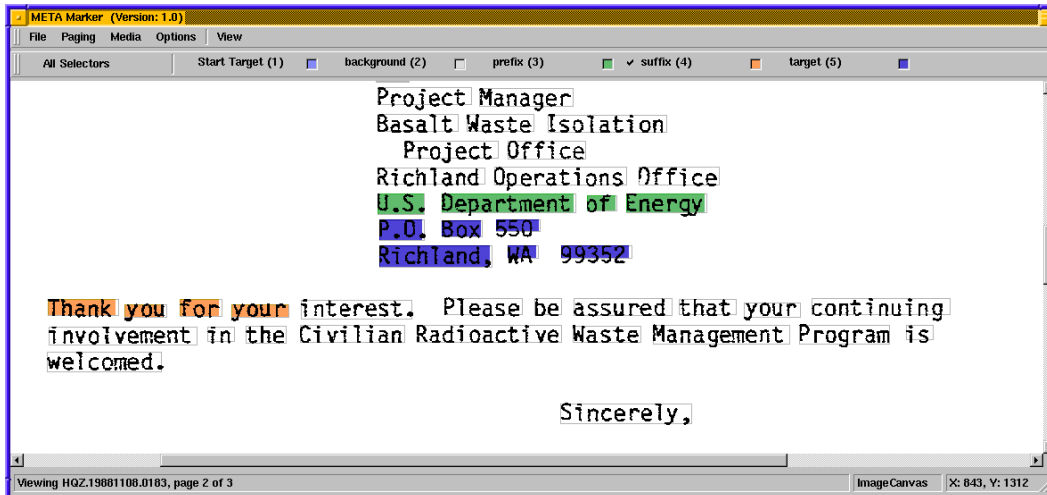 META Marker (Version: 1.0)
File Paging Media Options View
All Selectors Start Target (1) background (2) prefix (3) suffix (4) target (5)
Project Manager
Basalt Waste Isolation
Project Office
Richland Operations Office
U.S. Department of Energy
P.O. Box 550
Richland, WA 99352
Thank you for your interest. Please be assured that your continuing
involvement in the Civilian Radioactive Waste Management Program is
welcomed.
Sincerely,
Viewing HQZ.19881108.0183, page 2 of 3 ImageCanvas X: 843, Y: 1312